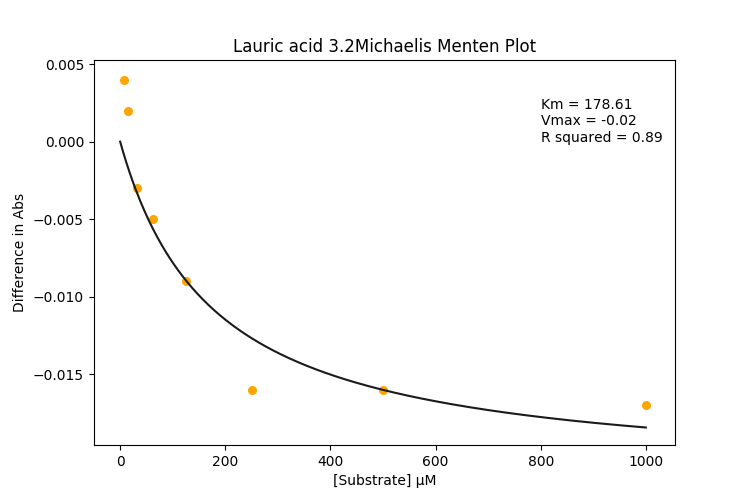 Lauric acid 3.2Michaelis Menten Plot
0.005
0.000
−0.005
−0.010
−0.015
Difference in Abs
Km = 178.61
Vmax = -0.02
R squared = 0.89
0 200 400 600 800 1000
[Substrate] µM